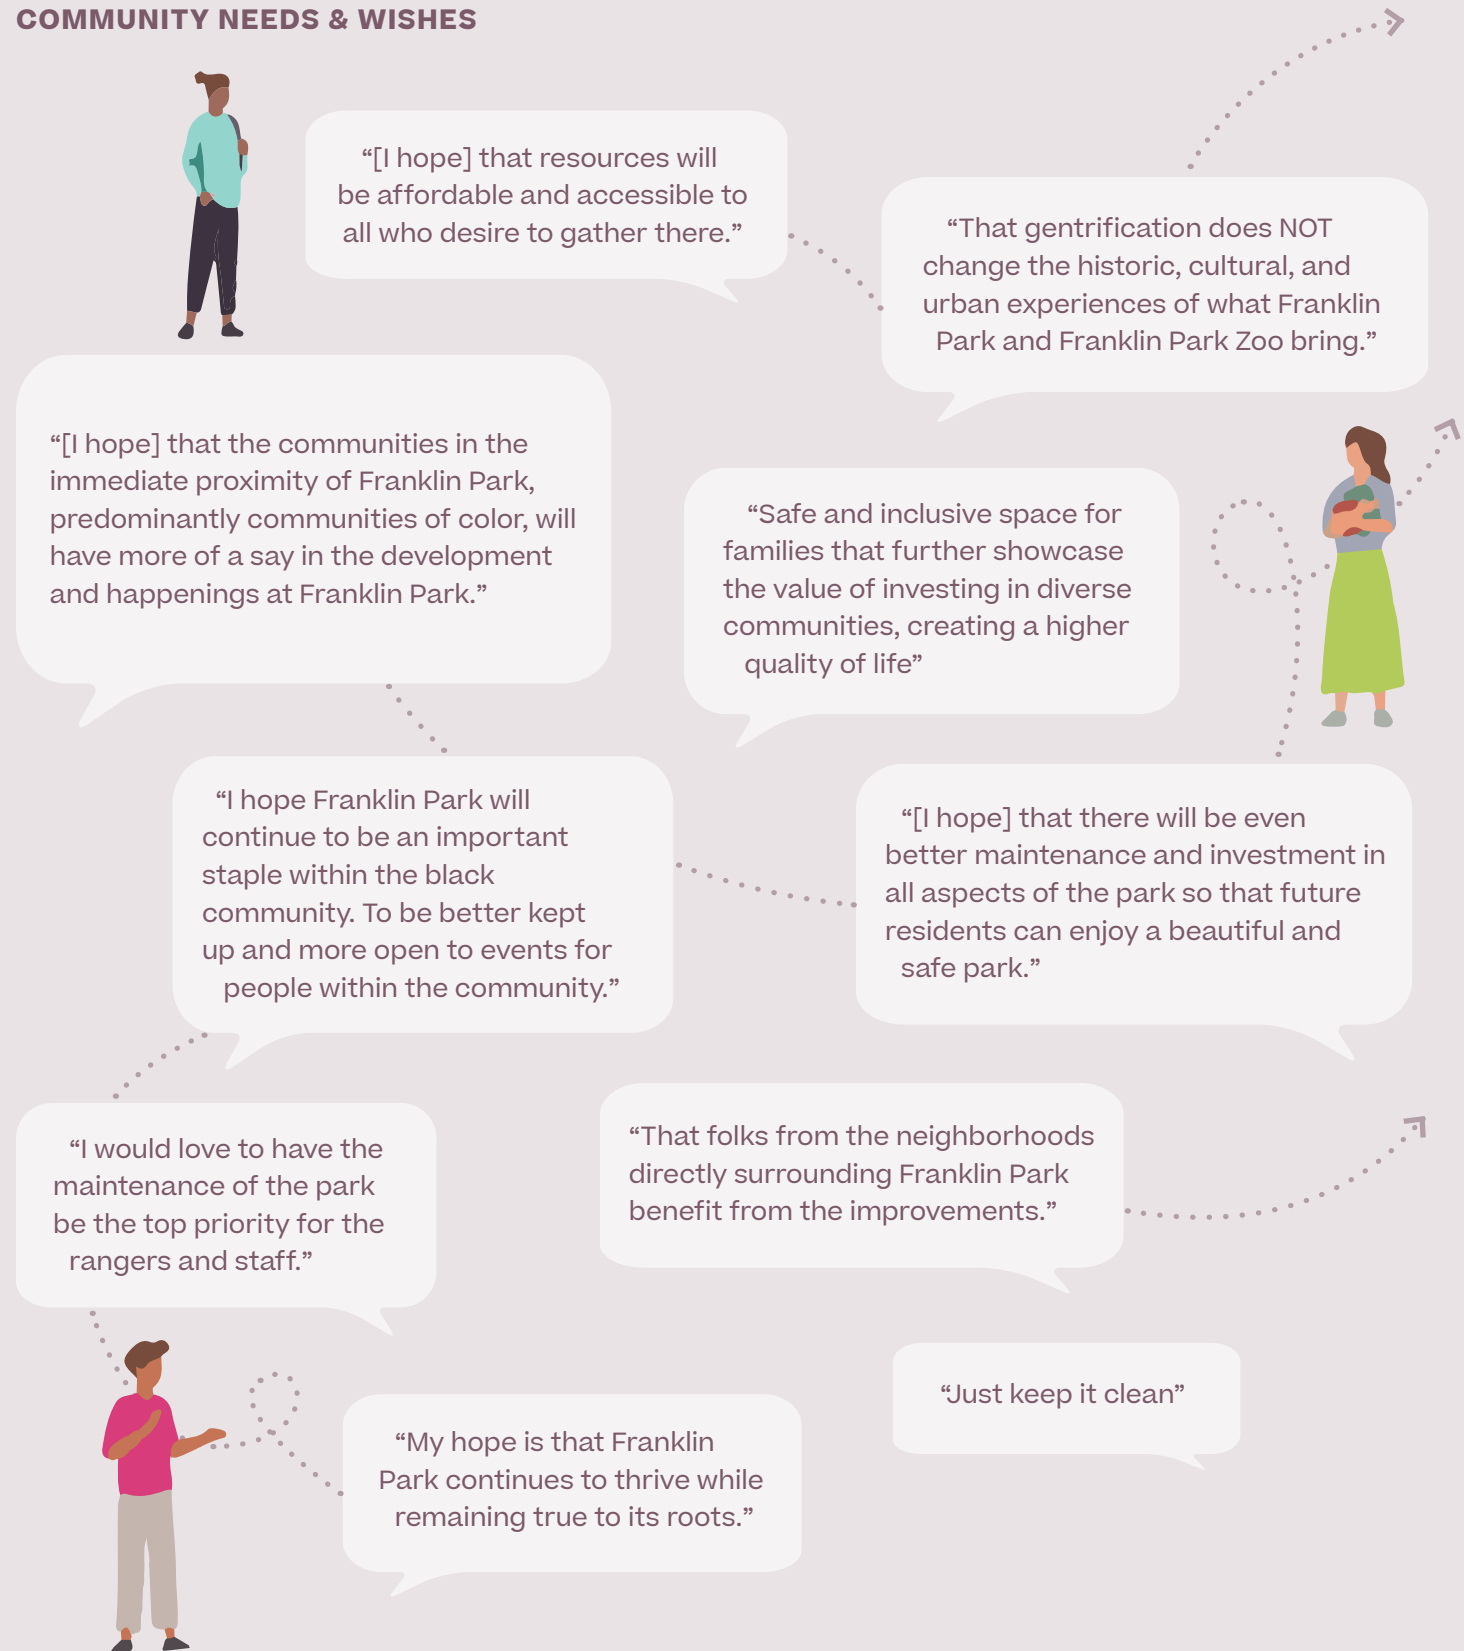 COMMUNITY NEEDS & WISHES
“[I hope] that resources will
be affordable and accessible to
all who desire to gather there.”
“That gentrification does NOT
change the historic, cultural, and
urban experiences of what Franklin
Park and Franklin Park Zoo bring.”
“[I hope] that the communities in the
immediate proximity of Franklin Park,
predominantly communities of color, will
have more of a say in the development
and happenings at Franklin Park.”
“Safe and inclusive space for
families that further showcase
the value of investing in diverse
communities, creating a higher
quality of life”
“I hope Franklin Park will
continue to be an important
staple within the black
community. To be better kept
up and more open to events for
people within the community.”
“[I hope] that there will be even
better maintenance and investment in
all aspects of the park so that future
residents can enjoy a beautiful and
safe park.”
“I would love to have the
maintenance of the park
be the top priority for the
rangers and staff.”
“That folks from the neighborhoods
directly surrounding Franklin Park
benefit from the improvements.”
“Just keep it clean”
“My hope is that Franklin
Park continues to thrive while
remaining true to its roots.”